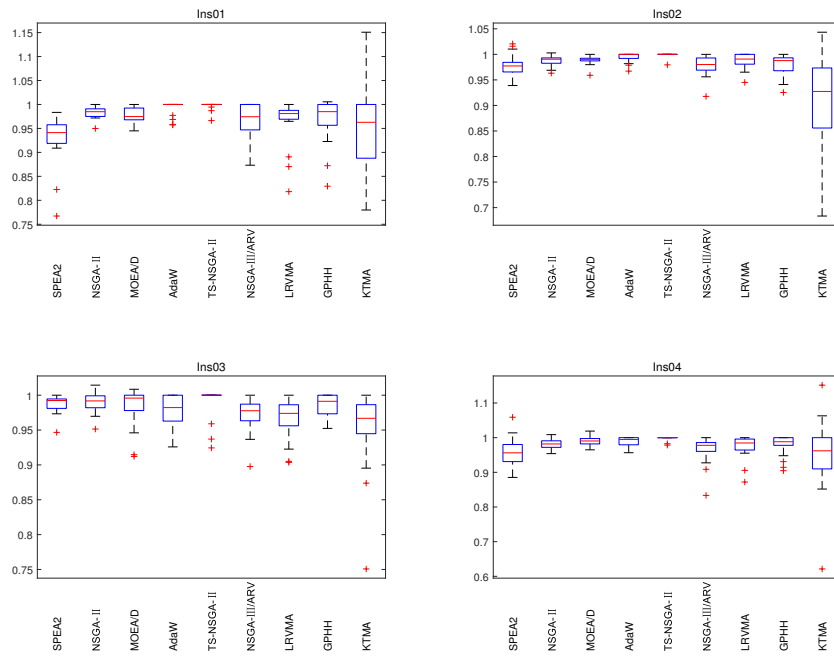 Ins01
1.15
1.1
1.05
1
0.95
0.9
0.85
0.8
0.75
SPEA2
NSGA-II
MOEA/D
AdaW
TS-NSGA-II
NSGA-III/ARV
LRVMA
GPHH
KTMA
Ins02
1.05
1
0.95
0.9
0.85
0.8
0.75
0.7
SPEA2
NSGA-II
MOEA/D
AdaW
TS-NSGA-II
NSGA-III/ARV
LRVMA
GPHH
KTMA
Ins03
1
0.95
0.9
0.85
0.8
0.75
SPEA2
NSGA-II
MOEA/D
AdaW
TS-NSGA-II
NSGA-III/ARV
LRVMA
GPHH
KTMA
Ins04
1.1
1
0.9
0.8
0.7
0.6
SPEA2
NSGA-II
MOEA/D
AdaW
TS-NSGA-II
NSGA-III/ARV
LRVMA
GPHH
KTMA